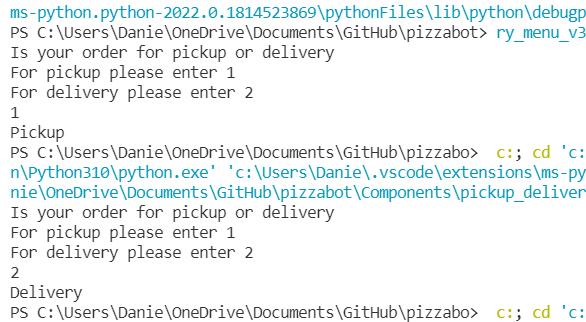 ms-python.python-2022.0.1814523869\pythonFiles\lib\python\debugp
PS C:\Users\Danie\OneDrive\Documents\GitHub\pizzabot> ry_menu_v3
Is your order for pickup or delivery
For pickup please enter 1
For delivery please enter 2
1
Pickup
PS C:\Users\Danie\OneDrive\Documents\GitHub\pizzabo>  c:; cd 'c:
n\Python310\python.exe' 'c:\Users\Danie\.vscode\extensions\ms-py
nie\OneDrive\Documents\GitHub\pizzabot\Components\pickup_deliver
Is your order for pickup or delivery
For pickup please enter 1
For delivery please enter 2
2
Delivery
PS C:\Users\Danie\OneDrive\Documents\GitHub\pizzabo>  c:; cd 'c: